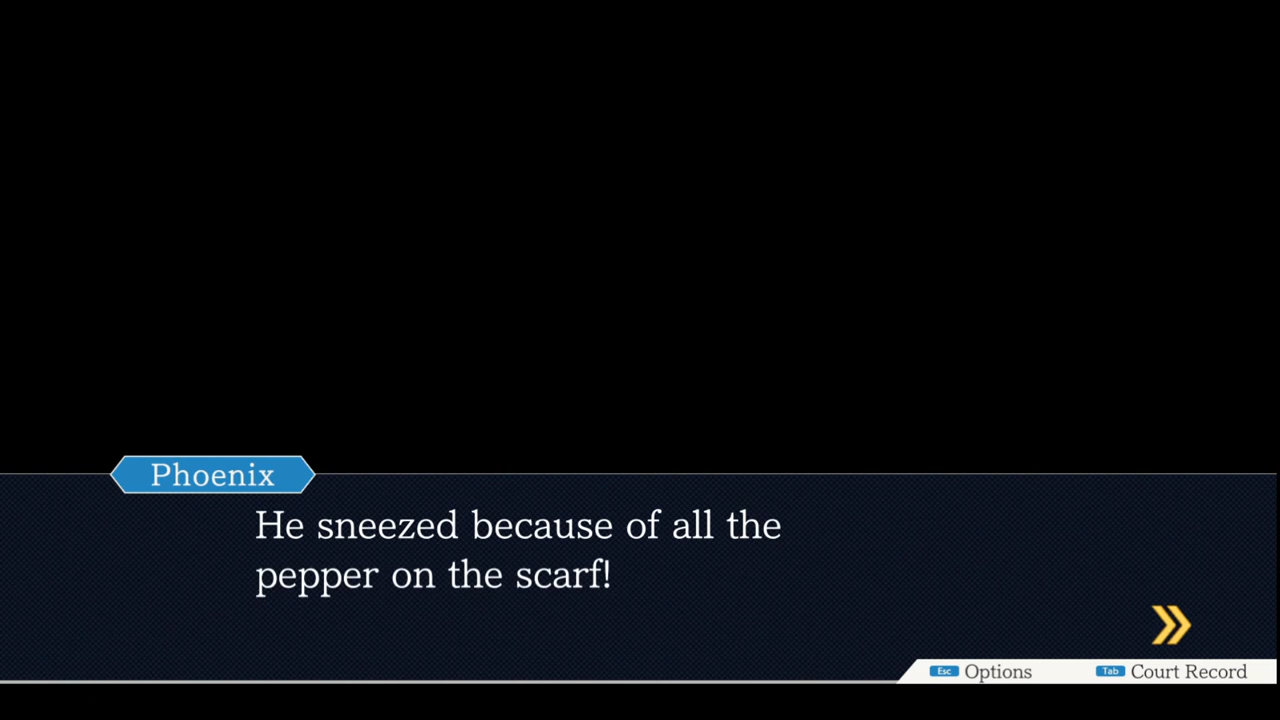 Phoenix
He sneezed because of all the
pepper on the scarf!
Esc Options Tab Court Record